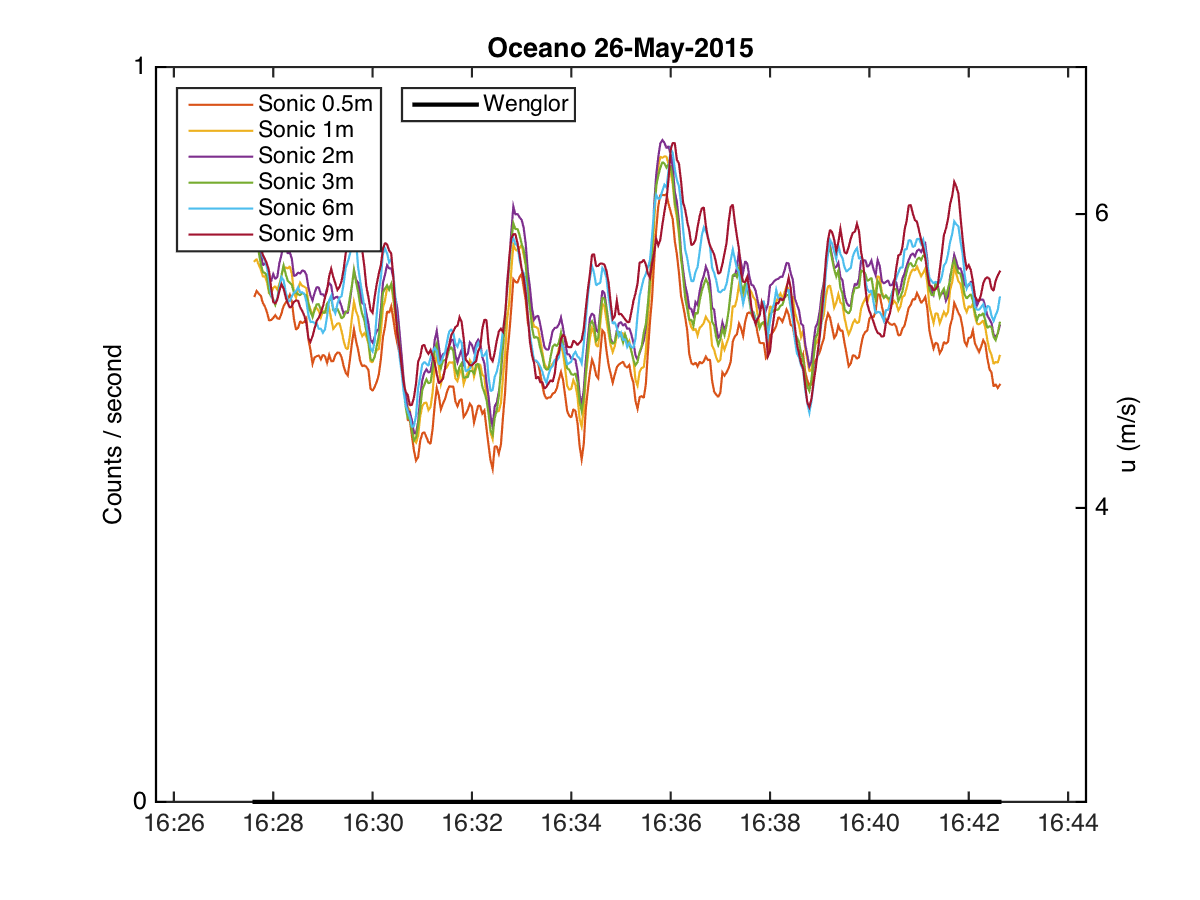 Oceano 26-May-2015
1
Sonic 0.5m
Sonic 1m
Sonic 2m
Sonic 3m
Sonic 6m
Sonic 9m
Wenglor
6
Counts / second
u (m/s)
4
0
16:26 16:28 16:30 16:32 16:34 16:36 16:38 16:40 16:42 16:44